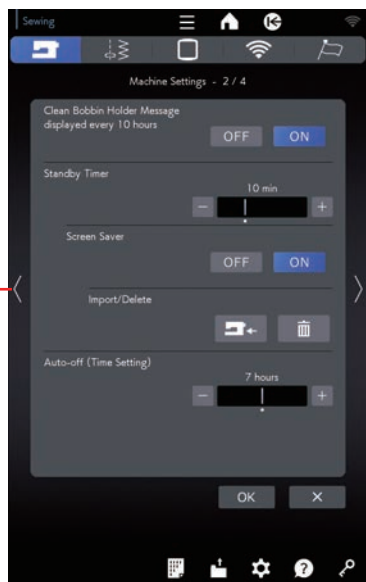 Sewing
Machine Settings - 2 / 4
Clean Bobbin Holder Message
displayed every 10 hours
OFF ON
Standby Timer
10 min
- +
Screen Saver
OFF ON
Import/Delete
Auto-off (Time Setting)
7 hours
- +
OK X
?